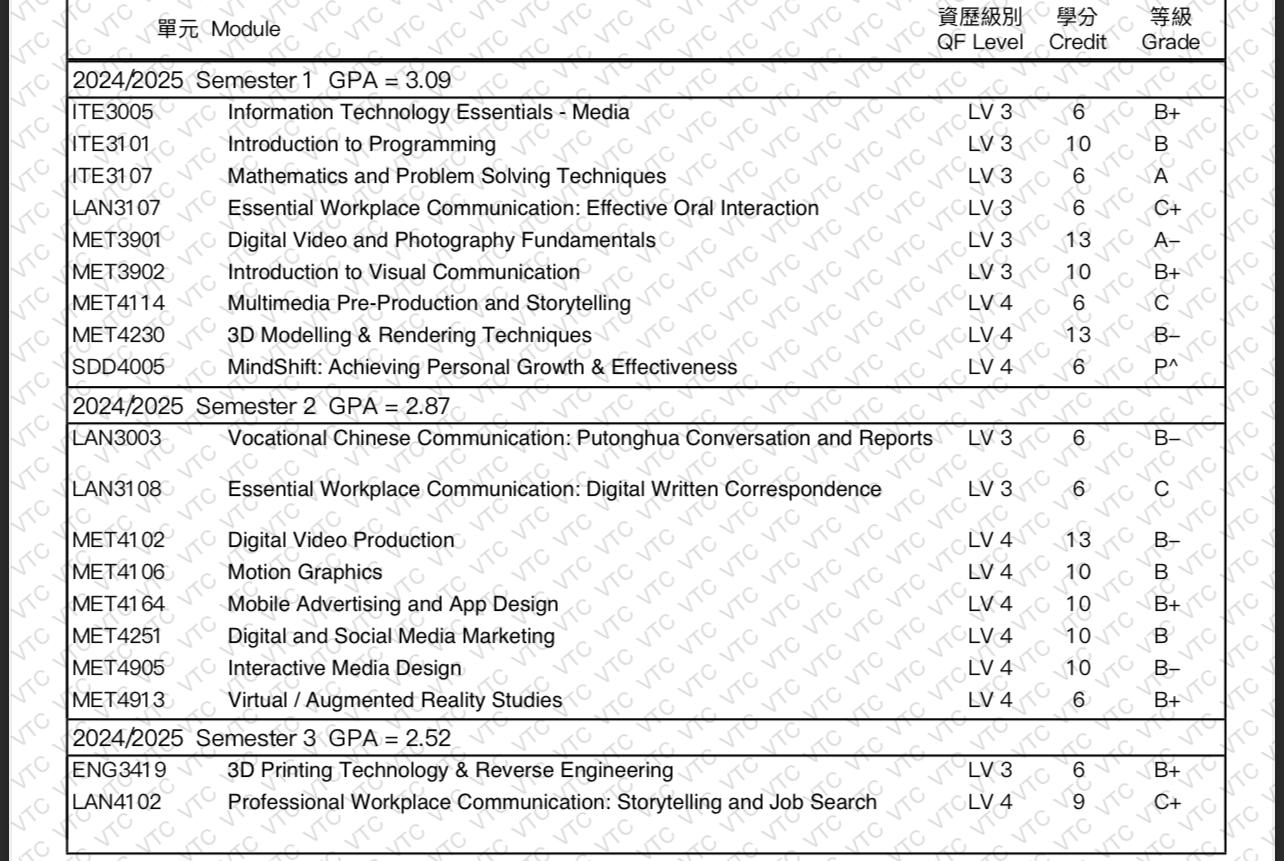 單元 Module 資歷級別 學分 等級
QF Level Credit Grade
2024/2025 Semester 1 GPA = 3.09
ITE3005 Information Technology Essentials - Media LV 3 6 B+
ITE3101 Introduction to Programming LV 3 10 B
ITE3107 Mathematics and Problem Solving Techniques LV 3 6 A
LAN3107 Essential Workplace Communication: Effective Oral Interaction LV 3 6 C+
MET3901 Digital Video and Photography Fundamentals LV 3 13 A–
MET3902 Introduction to Visual Communication LV 3 10 B+
MET4114 Multimedia Pre-Production and Storytelling LV 4 6 C
MET4230 3D Modelling & Rendering Techniques LV 4 13 B–
SDD4005 MindShift: Achieving Personal Growth & Effectiveness LV 4 6 P^
2024/2025 Semester 2 GPA = 2.87
LAN3003 Vocational Chinese Communication: Putonghua Conversation and Reports LV 3 6 B–
LAN3108 Essential Workplace Communication: Digital Written Correspondence LV 3 6 C
MET4102 Digital Video Production LV 4 13 B–
MET4106 Motion Graphics LV 4 10 B
MET4164 Mobile Advertising and App Design LV 4 10 B+
MET4251 Digital and Social Media Marketing LV 4 10 B
MET4905 Interactive Media Design LV 4 10 B–
MET4913 Virtual / Augmented Reality Studies LV 4 6 B+
2024/2025 Semester 3 GPA = 2.52
ENG3419 3D Printing Technology & Reverse Engineering LV 3 6 B+
LAN4102 Professional Workplace Communication: Storytelling and Job Search LV 4 9 C+
VTC